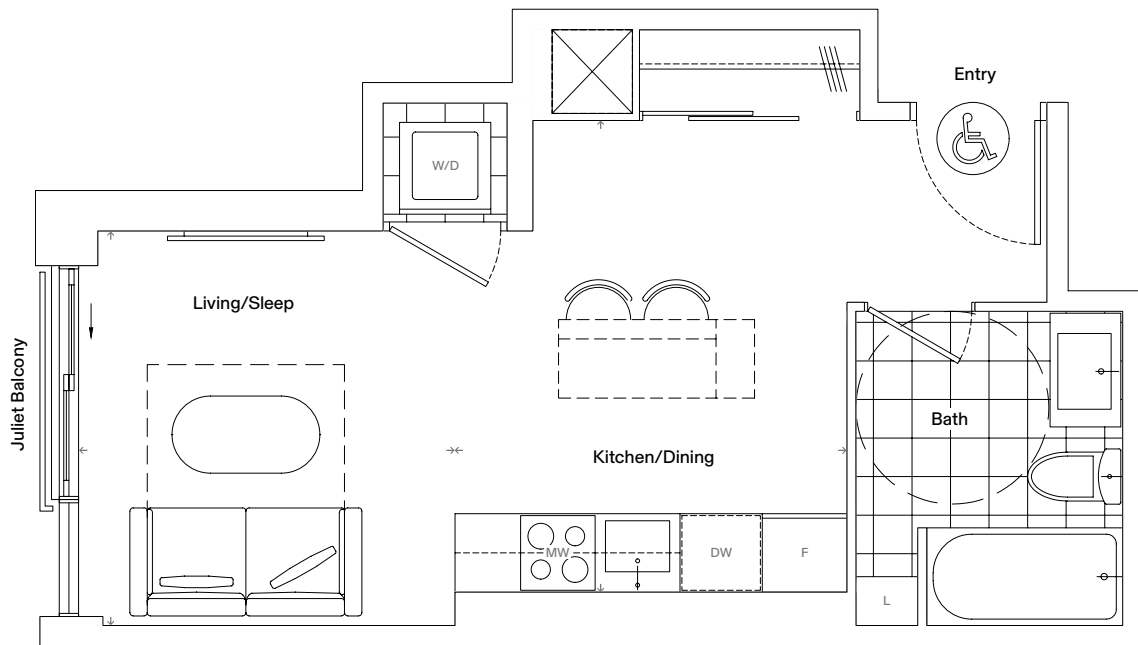 Entry
W/D
Living/Sleep
Juliet Balcony
Bath
Kitchen/Dining
MW
DW
F
L